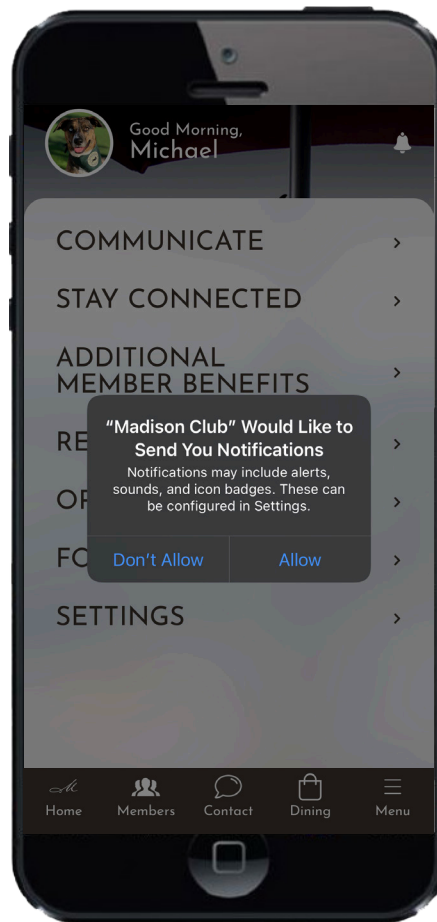 Good Morning,
Michael
COMMUNICATE
STAY CONNECTED
ADDITIONAL
MEMBER BENEFITS
"Madison Club" Would Like to
Send You Notifications
Notifications may include alerts,
sounds, and icon badges. These can
be configured in Settings.
RE
OP
FO
Don't Allow Allow
SETTINGS
Home Members Contact Dining Menu